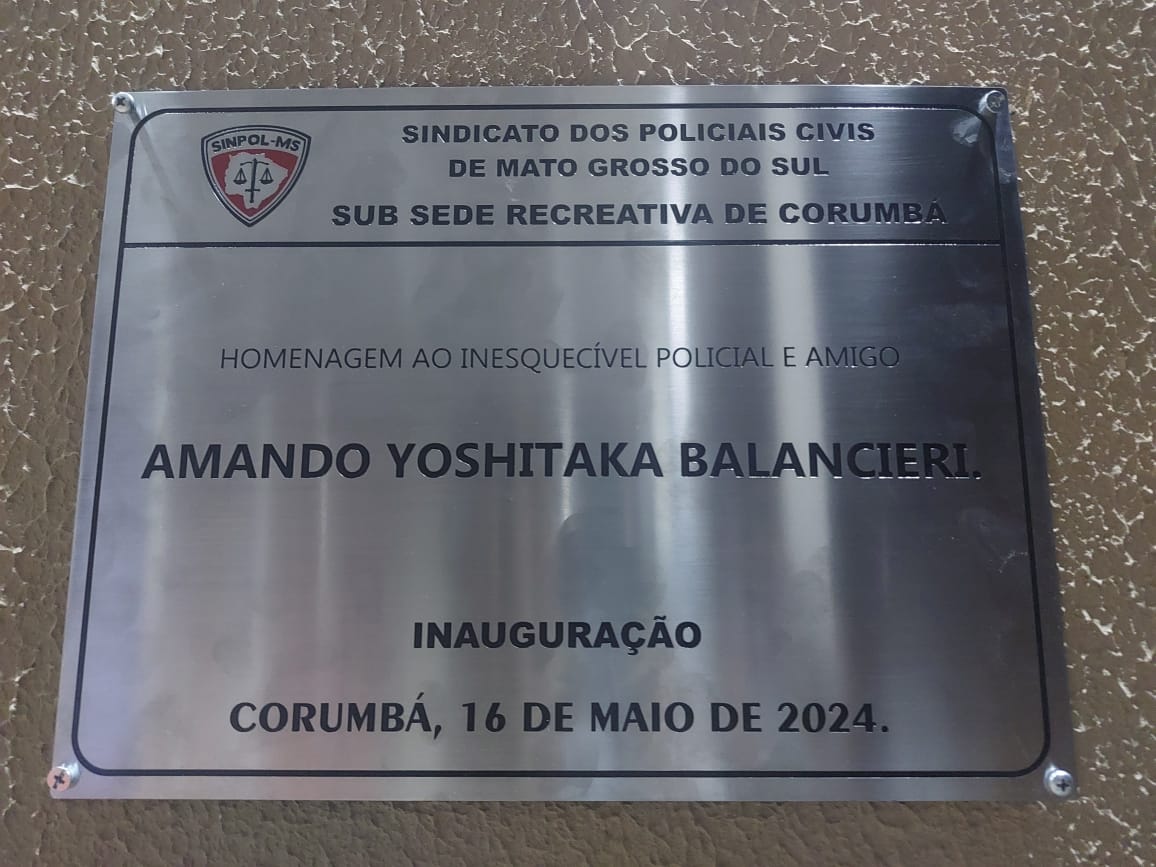 SINPOL-MS
SINDICATO DOS POLICIAIS CIVIS
DE MATO GROSSO DO SUL
SUB SEDE RECREATIVA DE CORUMBÁ
HOMENAGEM AO INESQUECÍVEL POLICIAL E AMIGO
AMANDO YOSHITAKA BALANCIERI.
INAUGURAÇÃO
CORUMBÁ, 16 DE MAIO DE 2024.